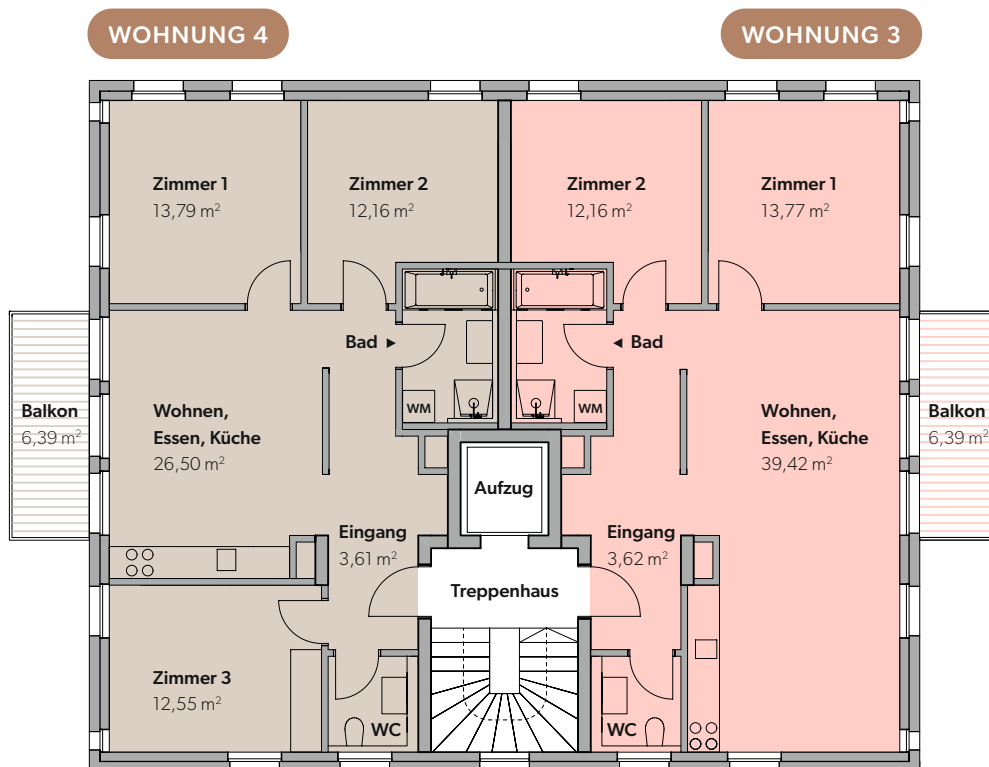 WOHNUNG 4
WOHNUNG 3
Zimmer 1
13,79 m²
Zimmer 2
12,16 m²
Zimmer 2
12,16 m²
Zimmer 1
13,77 m²
Bad
Bad
WM
WM
Balkon
6,39 m²
Wohnen,
Essen, Küche
26,50 m²
Wohnen,
Essen, Küche
39,42 m²
Balkon
6,39 m²
Aufzug
Eingang
3,61 m²
Eingang
3,62 m²
Treppenhaus
Zimmer 3
12,55 m²
WC
WC